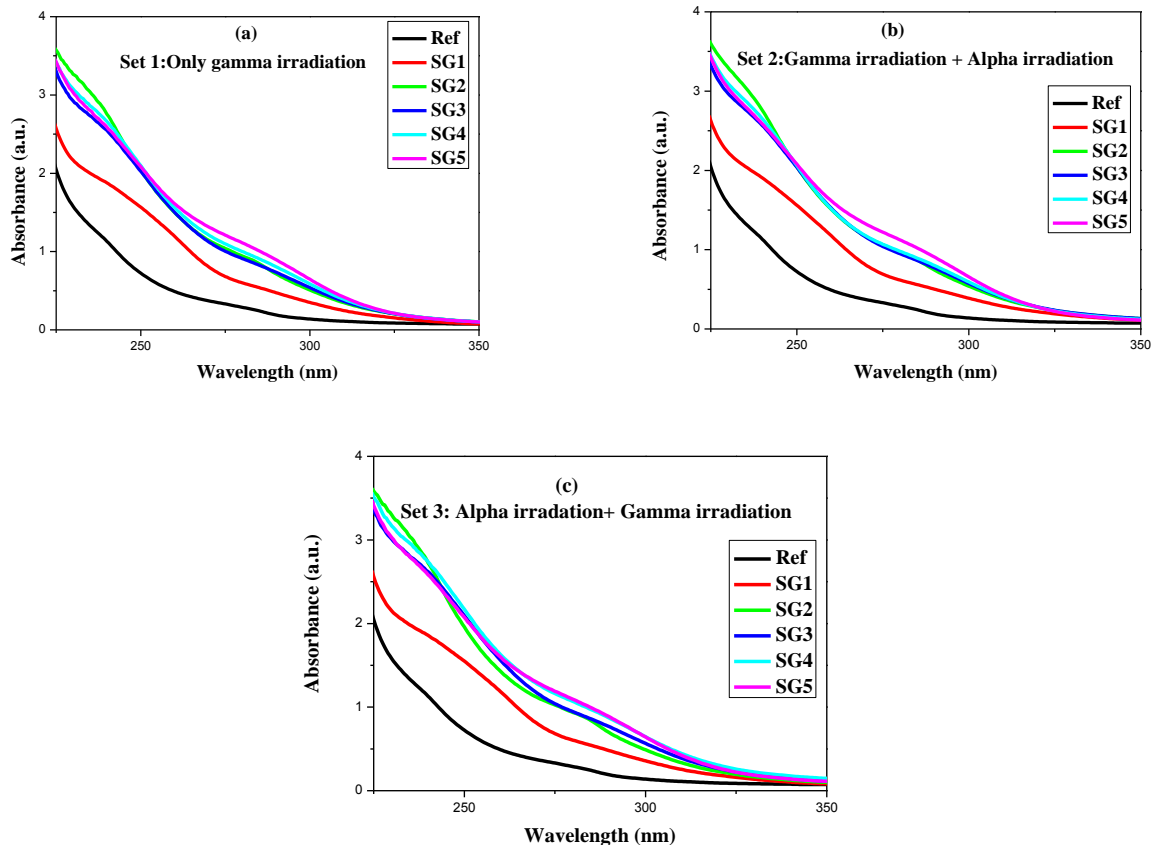 (a)
Set 1:Only gamma irradiation
Ref
SG1
SG2
SG3
SG4
SG5
Absorbance (a.u.)
4
3
2
1
0
250
300
350
Wavelength (nm)
(b)
Set 2:Gamma irradiation + Alpha irradiation
Ref
SG1
SG2
SG3
SG4
SG5
Absorbance (a.u.)
4
3
2
1
0
250
300
350
Wavelength (nm)
(c)
Set 3: Alpha irradation+ Gamma irradiation
Ref
SG1
SG2
SG3
SG4
SG5
Absorbance (a.u.)
4
3
2
1
0
250
300
350
Wavelength (nm)